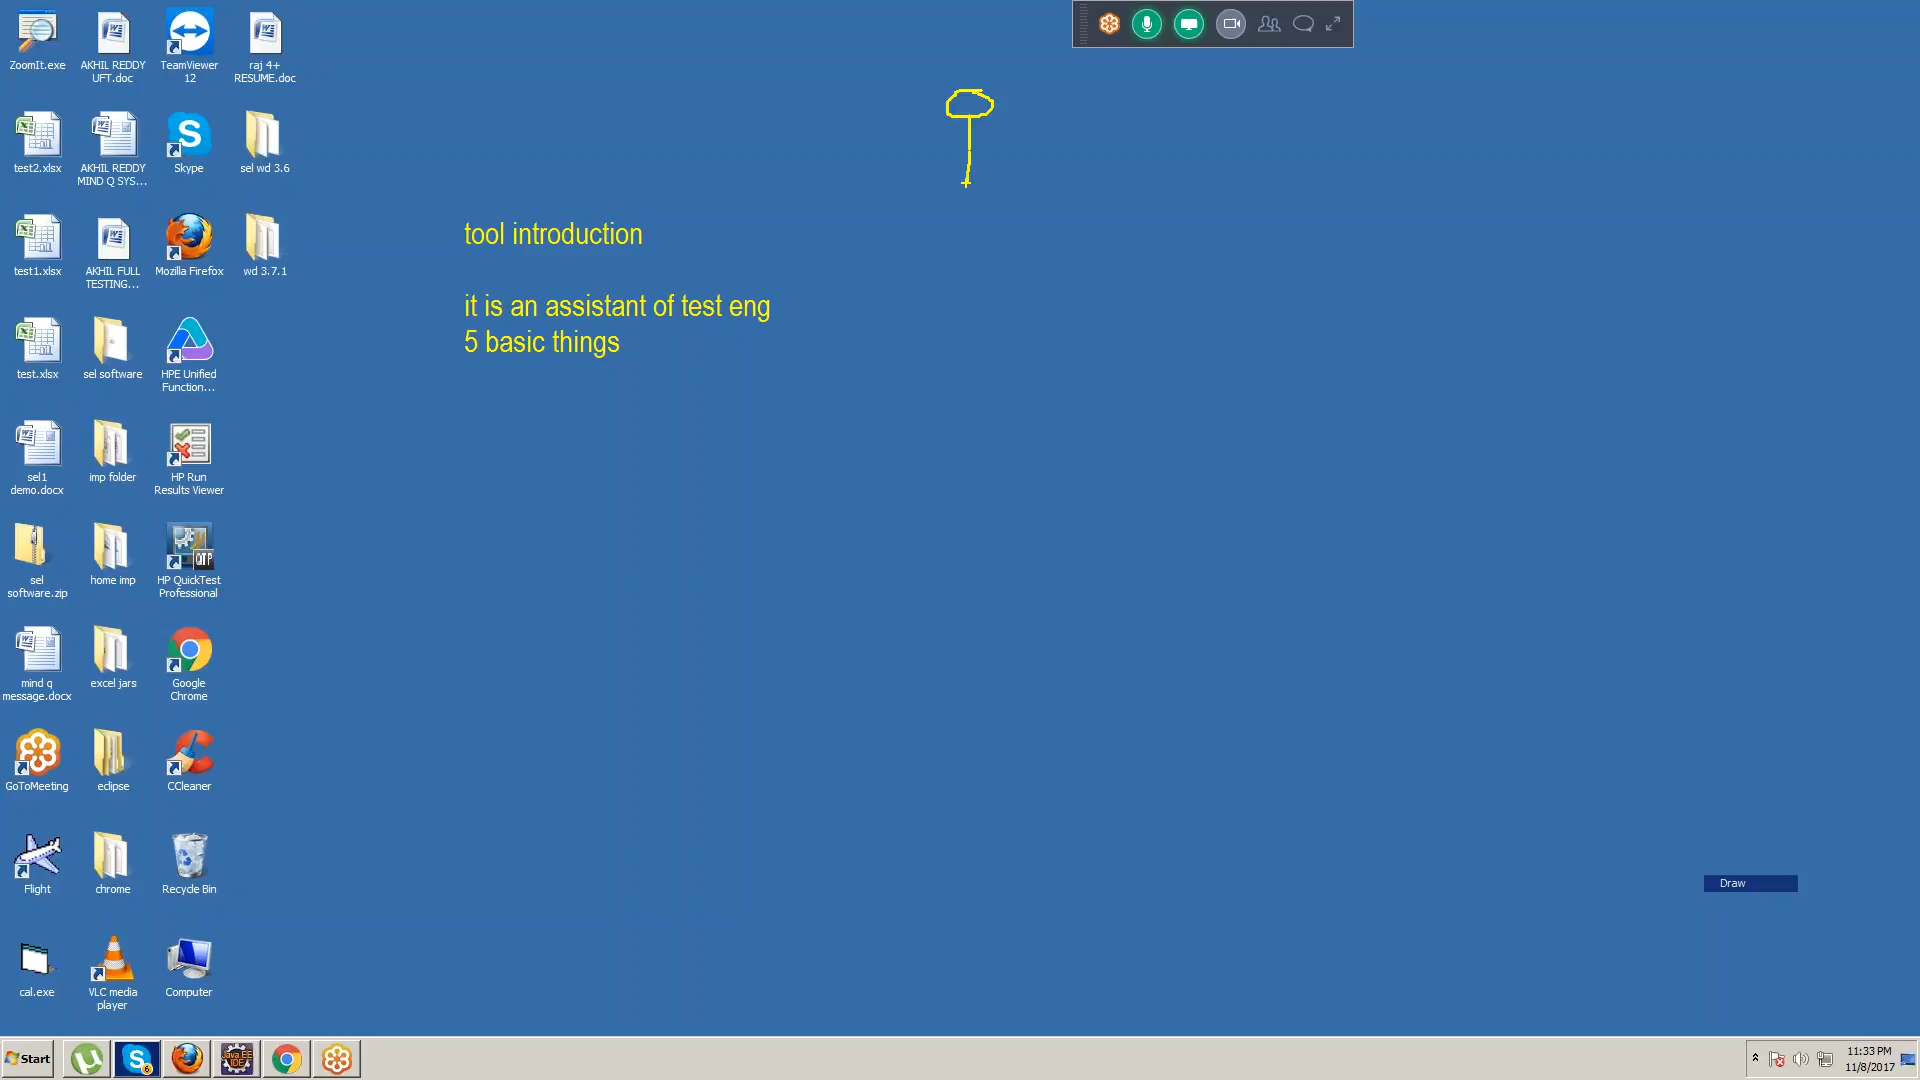 ZoomIt.exe
AKHIL REDDY
UFT.doc
TeamViewer
12
raj 4+
RESUME.doc
test2.xlsx
AKHIL REDDY
MIND Q SYS...
Skype
sel wd 3.6
tool introduction
test1.xlsx
AKHIL FULL
TESTING...
Mozilla Firefox
wd 3.7.1
it is an assistant of test eng
5 basic things
test.xlsx
sel software
HPE Unified
Function...
sel1
demo.docx
imp folder
HP Run
Results Viewer
QTP
sel
software.zip
home imp
HP QuickTest
Professional
mind q
message.docx
excel jars
Google
Chrome
GoToMeeting
eclipse
CCleaner
Flight
chrome
Recycle Bin
Draw
cal.exe
VLC media
player
Computer
Start
Java EE
IDE
6
11:33 PM
11/8/2017